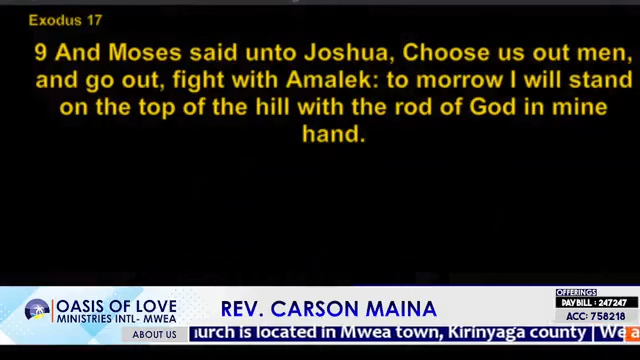 Exodus 17
9 And Moses said unto Joshua, Choose us out men,
and go out, fight with Amalek: to morrow I will stand
on the top of the hill with the rod of God in mine
hand.
OASIS OF LOVE
MINISTRIES INTL- MWEA
REV. CARSON MAINA
OFFERINGS
PAYBILL : 247247
ACC: 758218
ABOUT US
is located in Mwea town, Kirinyaga county | We a